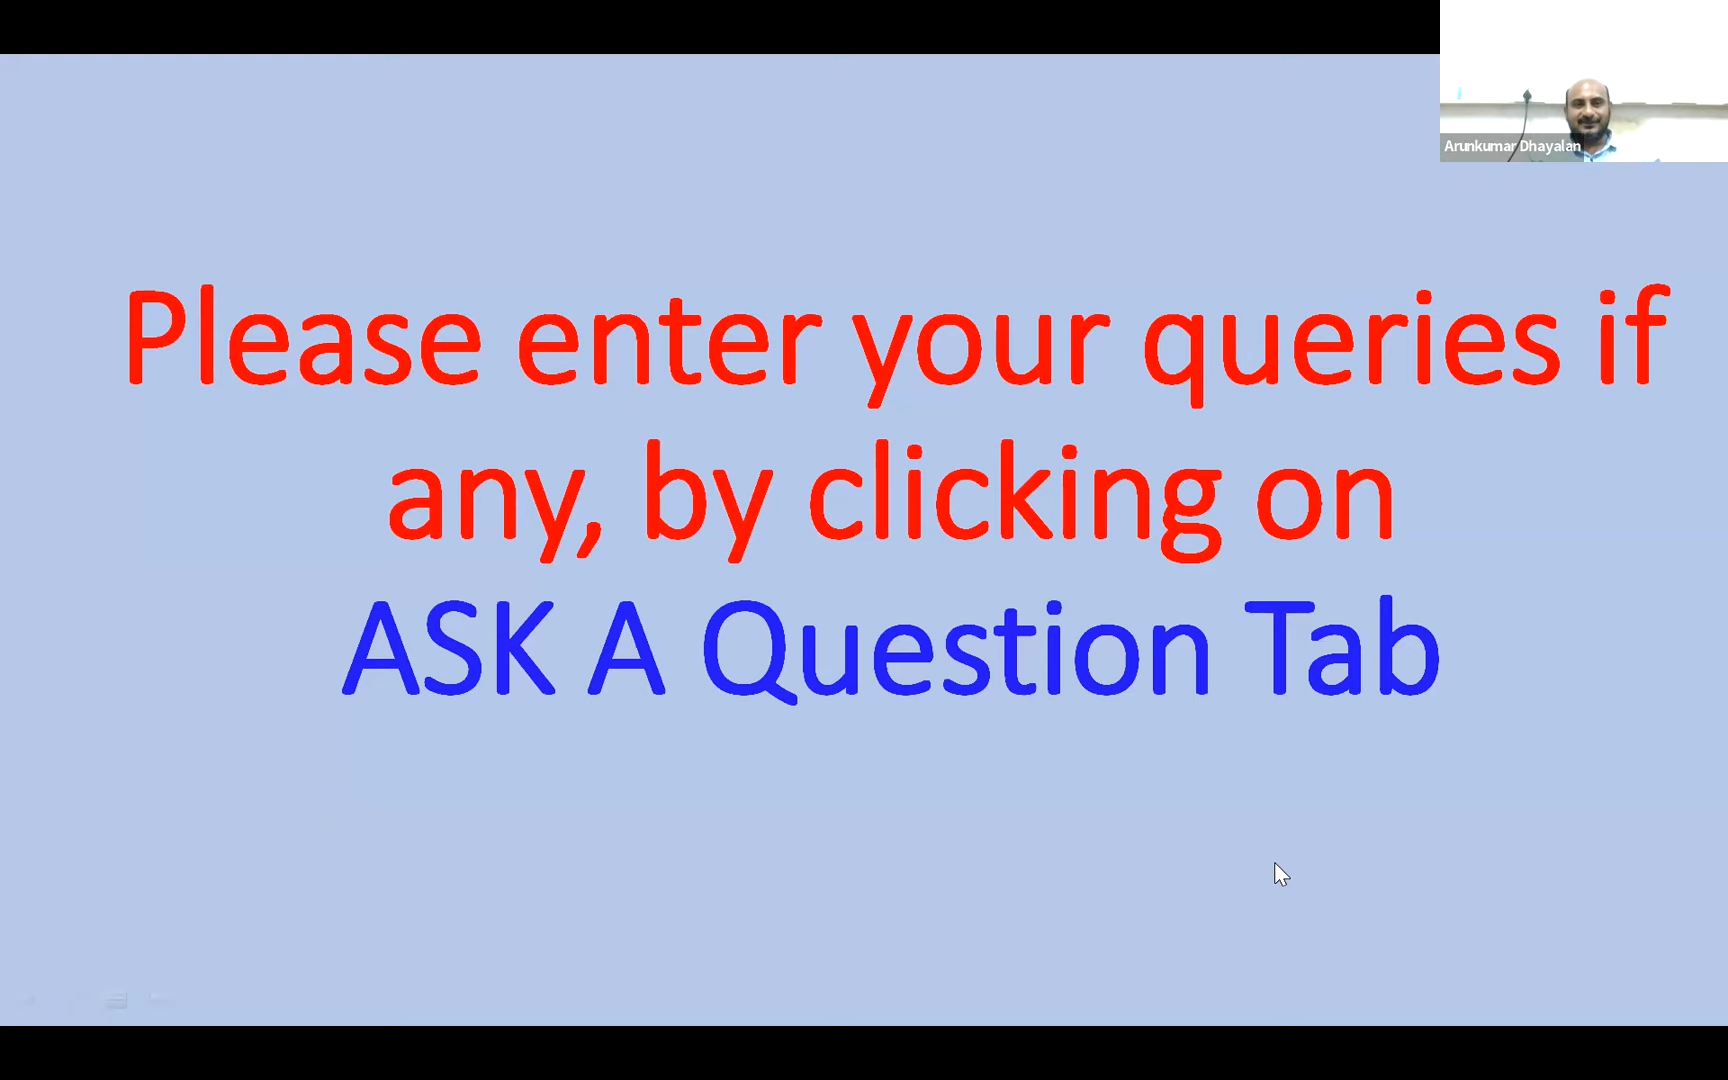 Arunkumar Dhayalan
Please enter your queries if
any, by clicking on
ASK A Question Tab